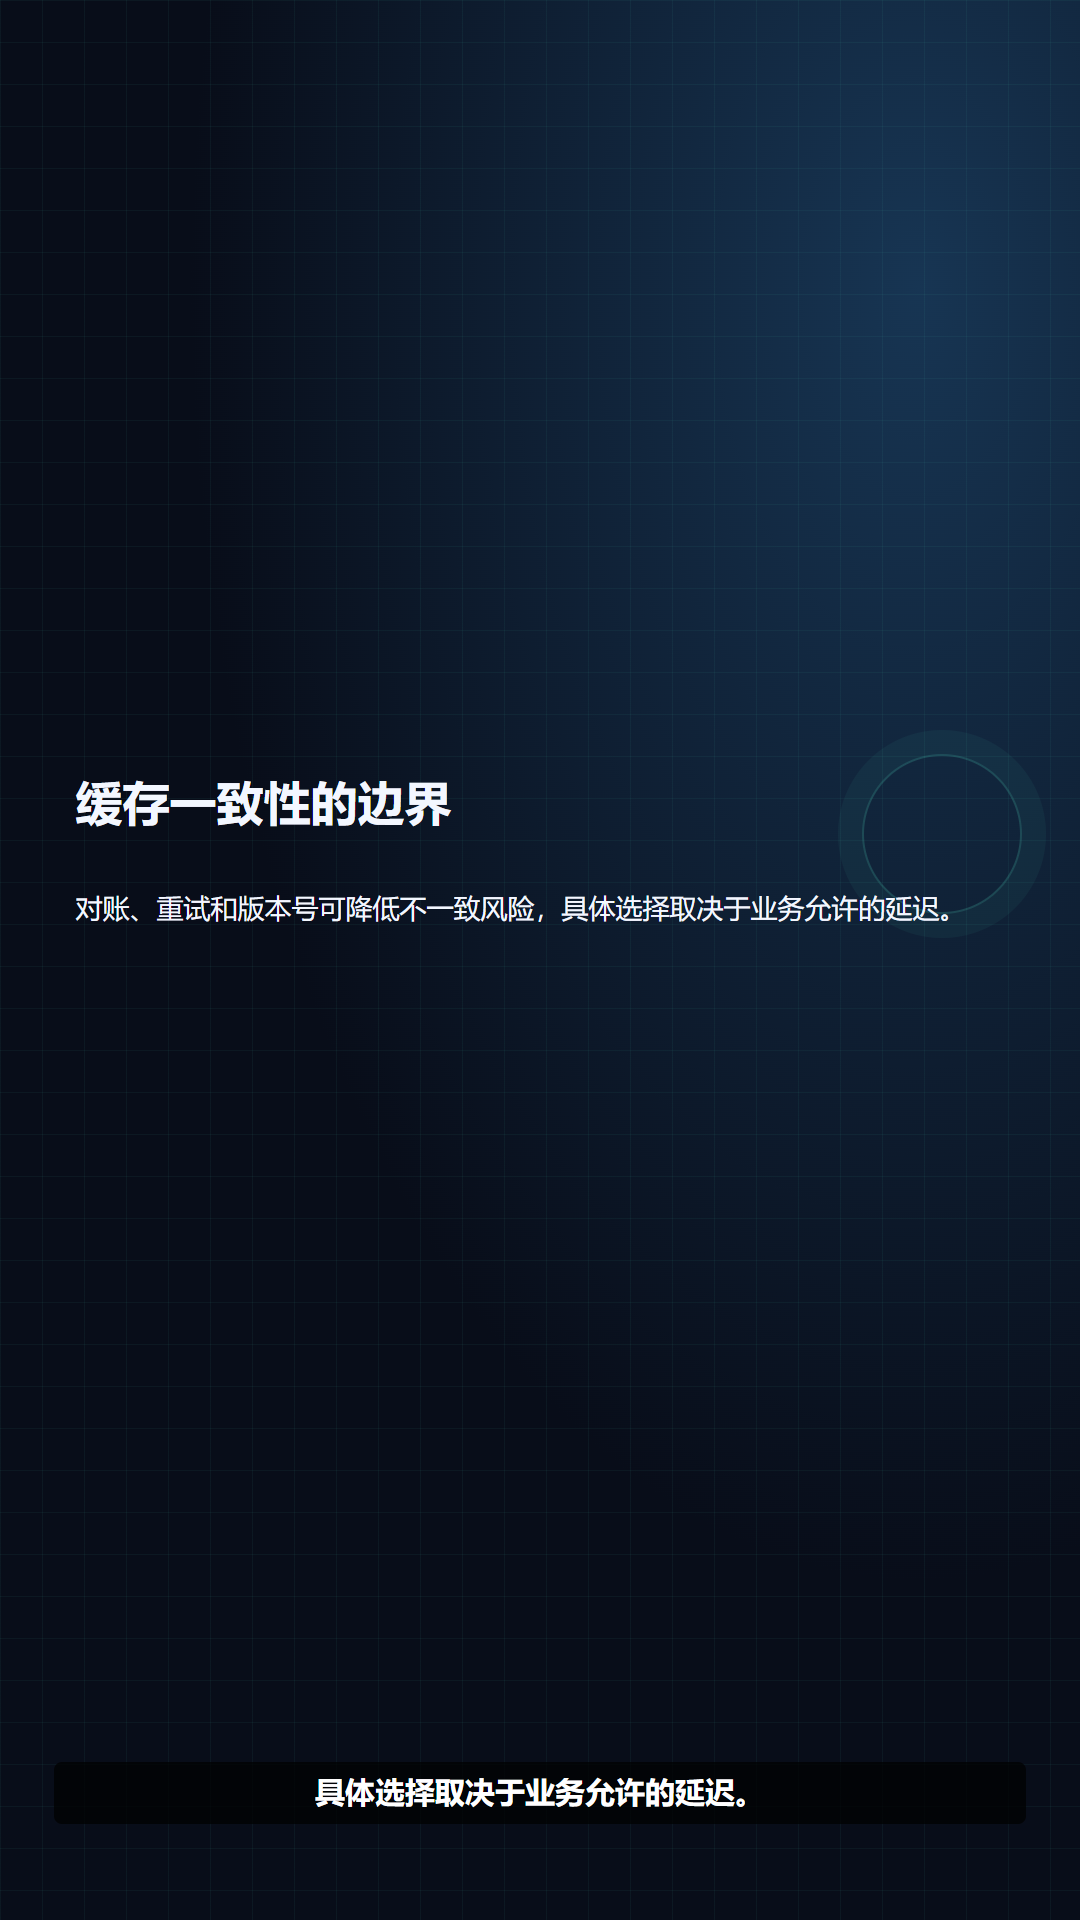 缓存一致性的边界
对账、重试和版本号可降低不一致风险，具体选择取决于业务允许的延迟。
具体选择取决于业务允许的延迟。